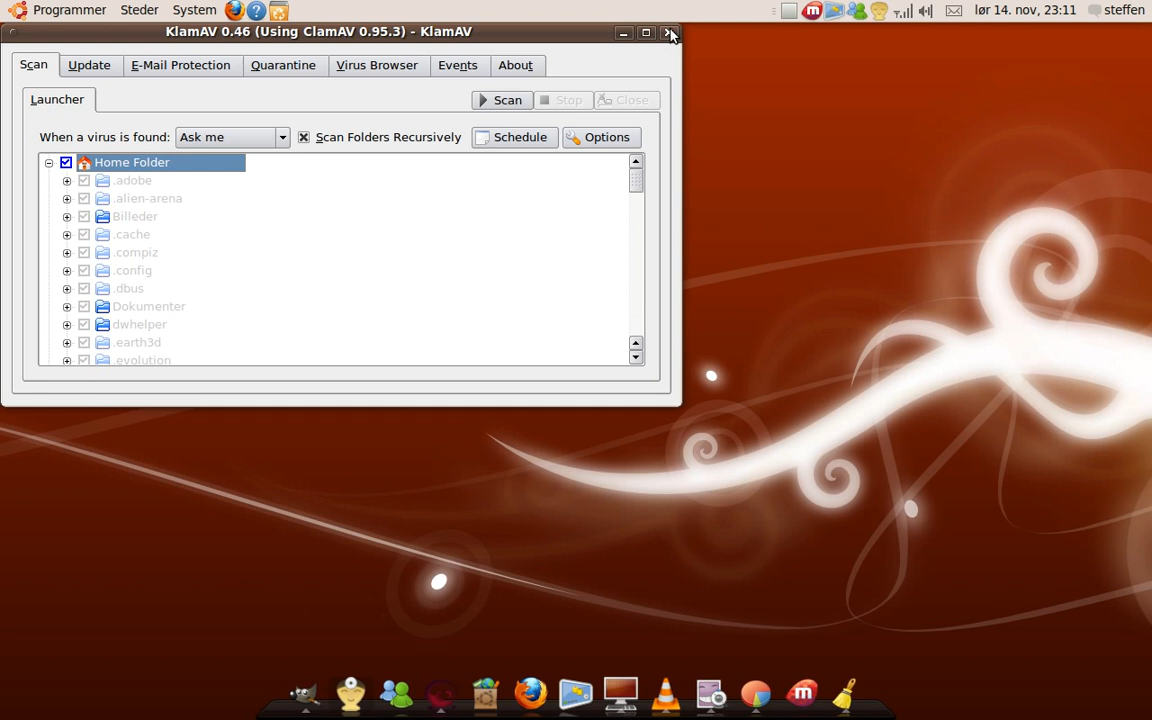 Programmer Steder System
lør 14. nov, 23:11 steffen
KlamAV 0.46 (Using ClamAV 0.95.3) - KlamAV
Scan Update E-Mail Protection Quarantine Virus Browser Events About
Launcher
Scan Stop Close
When a virus is found: Ask me Scan Folders Recursively Schedule Options
Home Folder
.adobe
.alien-arena
Billeder
.cache
.compiz
.config
.dbus
Dokumenter
dwhelper
.earth3d
.evolution